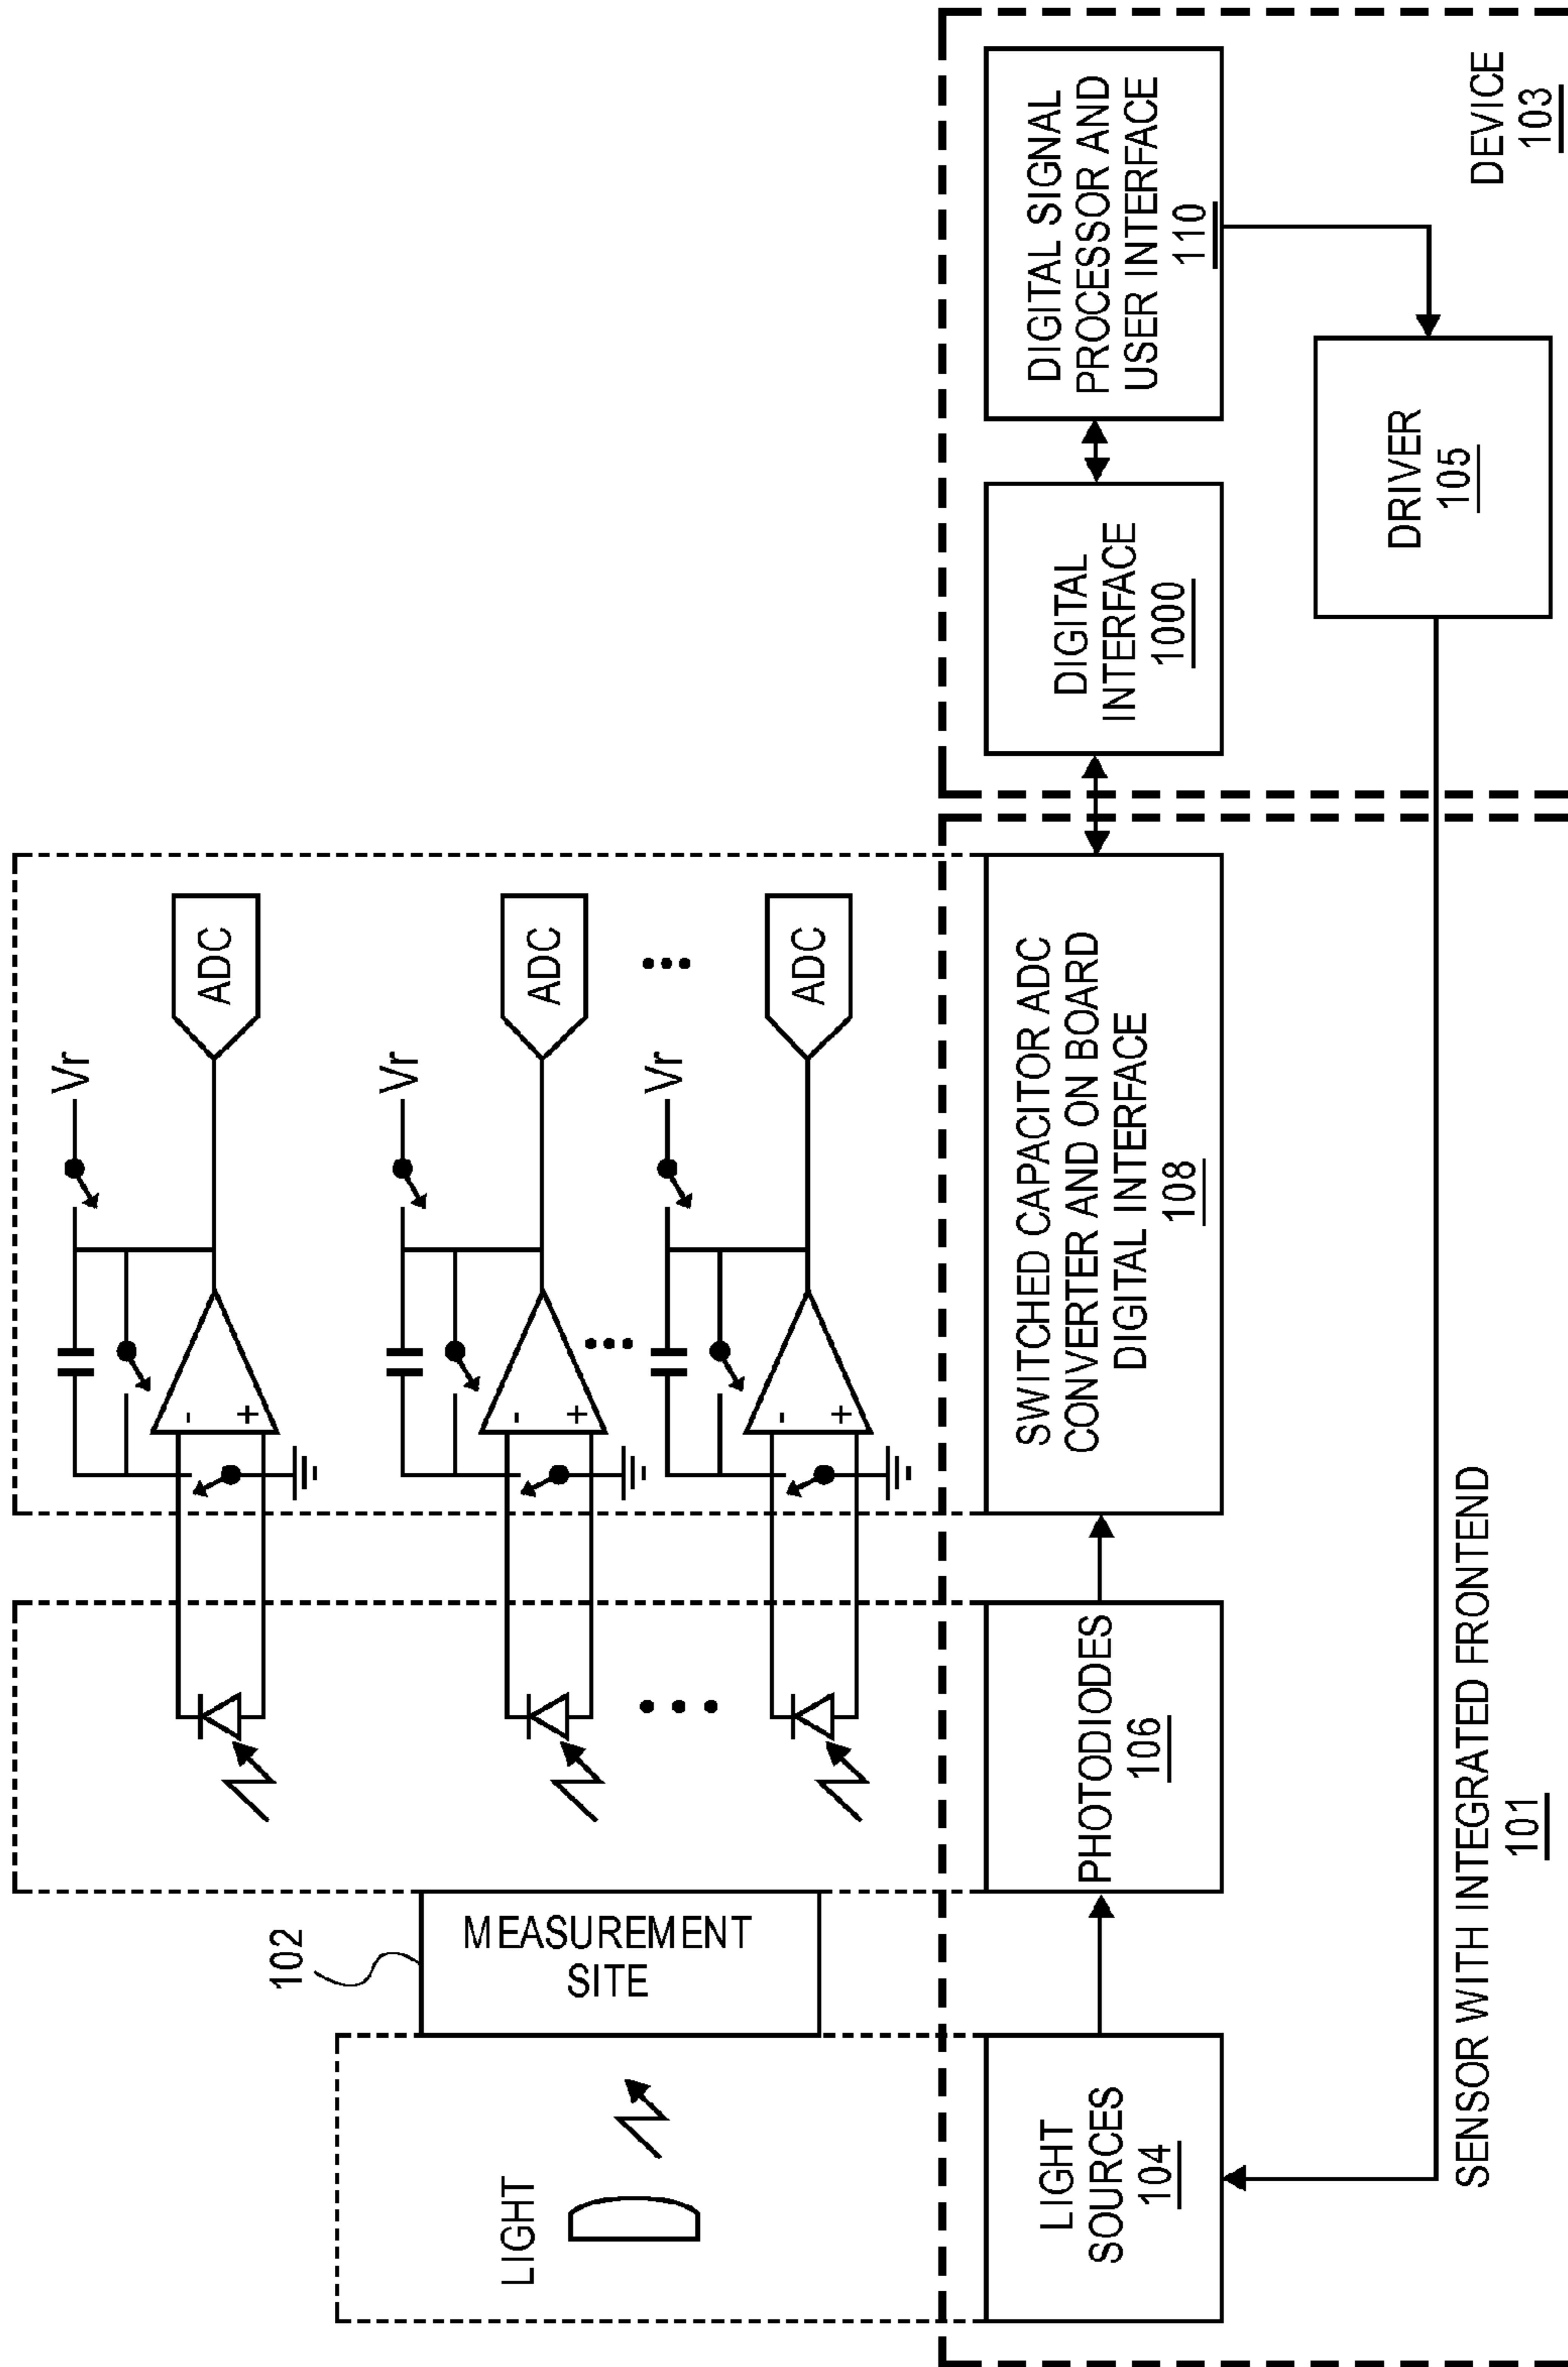 LIGHT
102
MEASUREMENT
SITE
-
+
Vr
ADC
-
+
Vr
ADC
-
+
Vr
ADC
LIGHT
SOURCES
104
PHOTODIODES
106
SWITCHED CAPACITOR ADC
CONVERTER AND ON BOARD
DIGITAL INTERFACE
108
DIGITAL
INTERFACE
1000
DIGITAL SIGNAL
PROCESSOR AND
USER INTERFACE
110
DRIVER
105
SENSOR WITH INTEGRATED FRONTEND
101
DEVICE
103